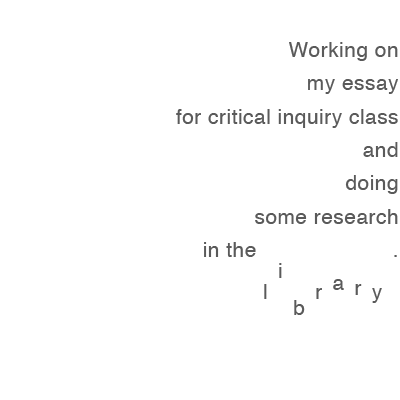 Working on
my essay
for critical inquiry class
and
doing
some research
in the library.